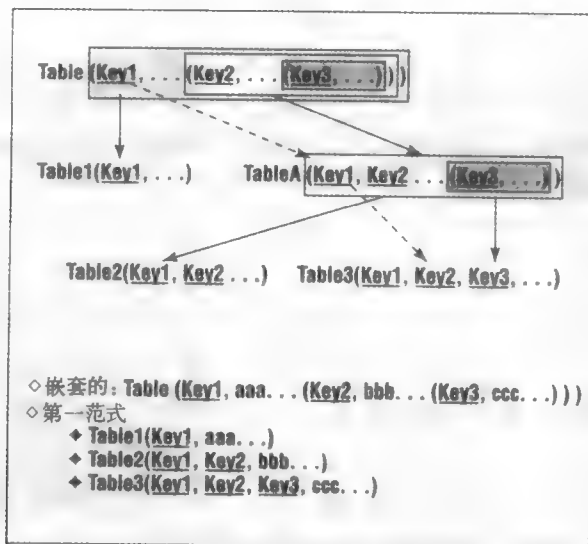 Table (Key1, . . . (Key2, . . . (Key3, . . .) ) )
Table1(Key1, . . .)
TableA (Key1, Key2 . . . (Key3, . . .) )
Table2(Key1, Key2 . . .)
Table3(Key1, Key2, Key3, . . .)
◇嵌套的: Table (Key1, aaa. . . (Key2, bbb. . . (Key3, ccc. . .) ) )
◇第一范式
◆ Table1(Key1, aaa. . .)
◆ Table2(Key1, Key2, bbb. . .)
◆ Table3(Key1, Key2, Key3, ccc. . .)